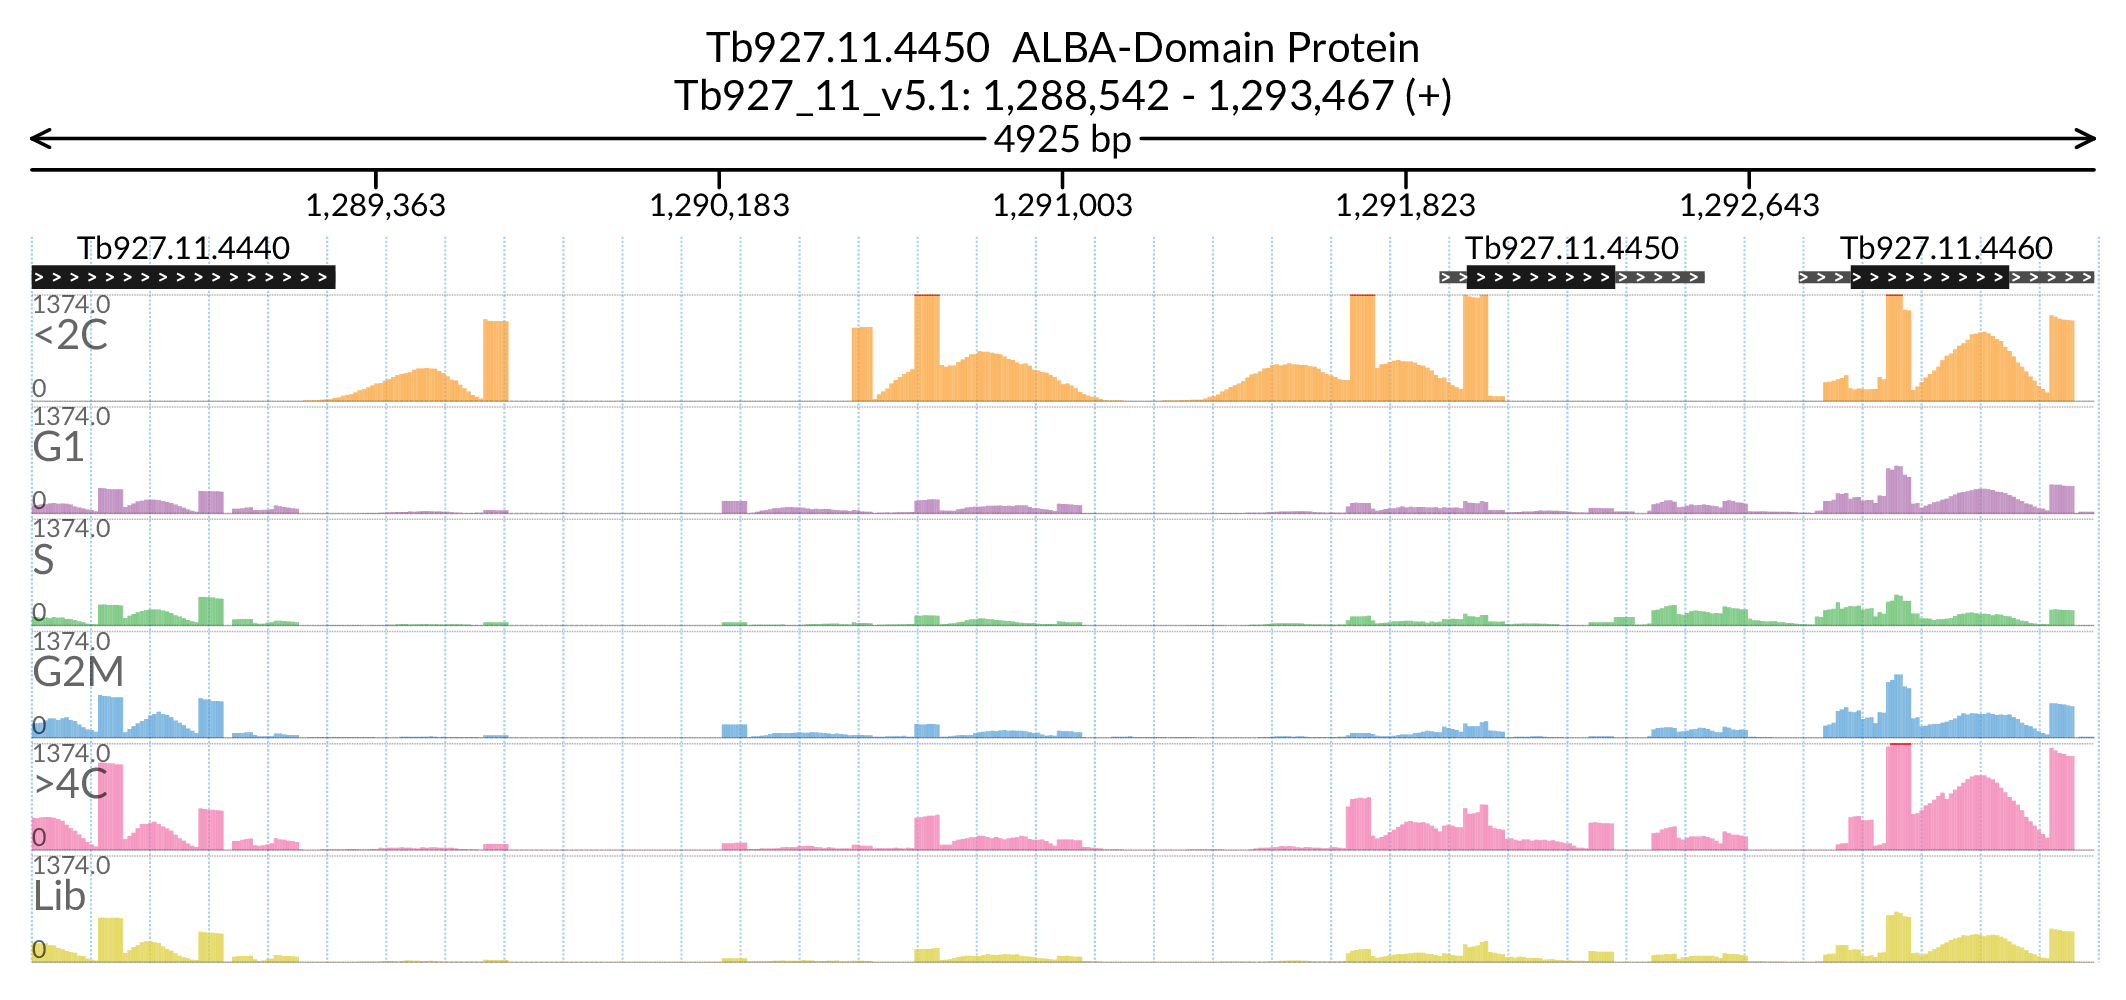 Tb927.11.4450 ALBA-Domain Protein
Tb927_11_v5.1: 1,288,542 - 1,293,467 (+)
4925 bp
1,289,363 1,290,183 1,291,003 1,291,823 1,292,643
Tb927.11.4440 Tb927.11.4450 Tb927.11.4460
1374.0
<2C
0
1374.0
G1
0
1374.0
S
0
1374.0
G2M
0
1374.0
>4C
0
1374.0
Lib
0